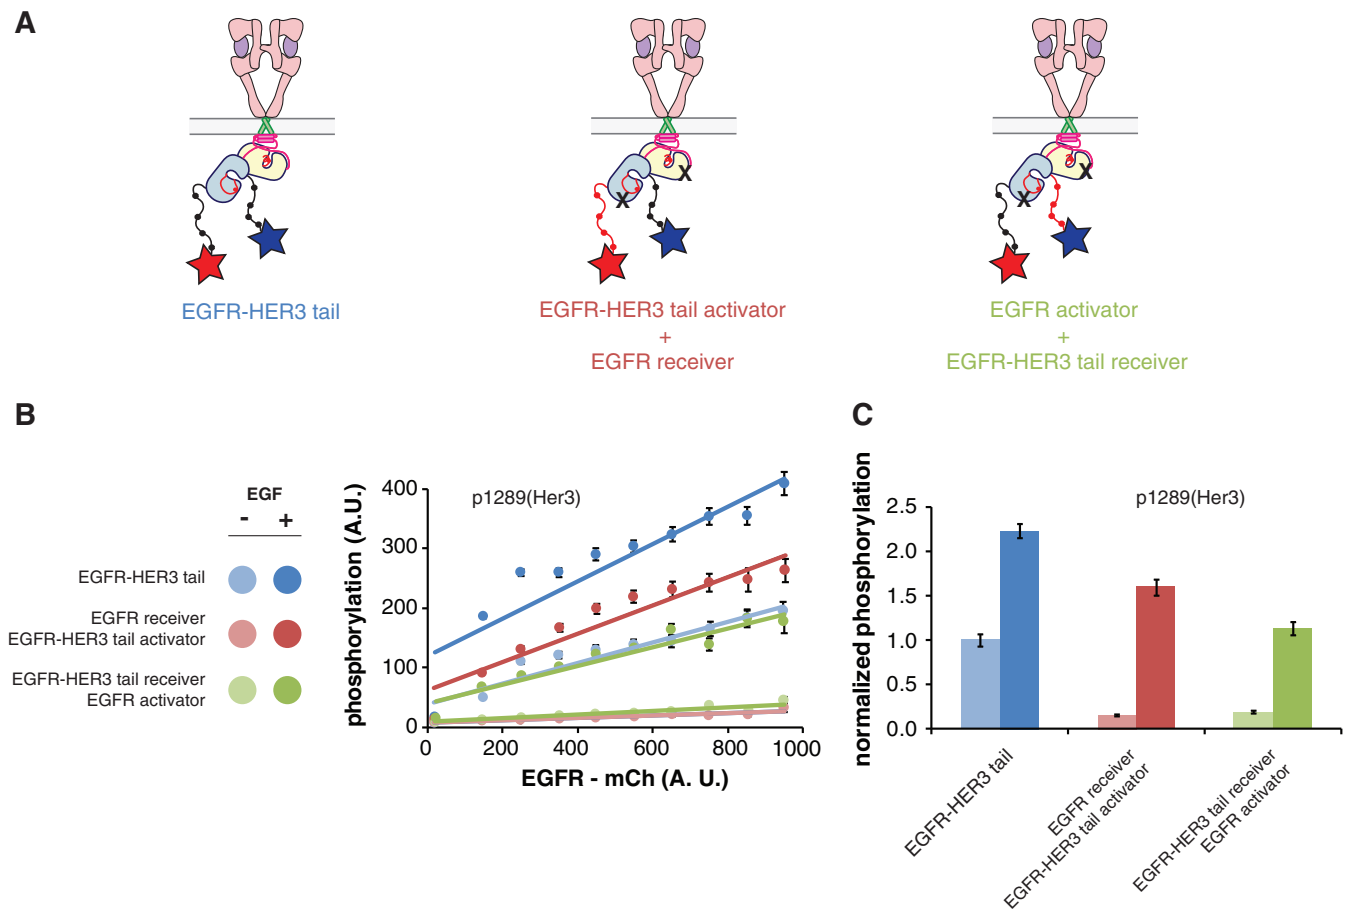 A
X
X
X
X
EGFR-HER3 tail
EGFR-HER3 tail activator
+
EGFR receiver
EGFR activator
+
EGFR-HER3 tail receiver
B
EGF
- +
EGFR-HER3 tail
EGFR receiver
EGFR-HER3 tail activator
EGFR-HER3 tail receiver
EGFR activator
phosphorylation (A.U.)
p1289(Her3)
400
300
200
100
0
0 200 400 600 800 1000
EGFR - mCh (A. U.)
C
normalized phosphorylation
p1289(Her3)
2.5
2.0
1.5
1.0
0.5
0.0
EGFR-HER3 tail
EGFR receiver
EGFR-HER3 tail activator
EGFR-HER3 tail receiver
EGFR activator